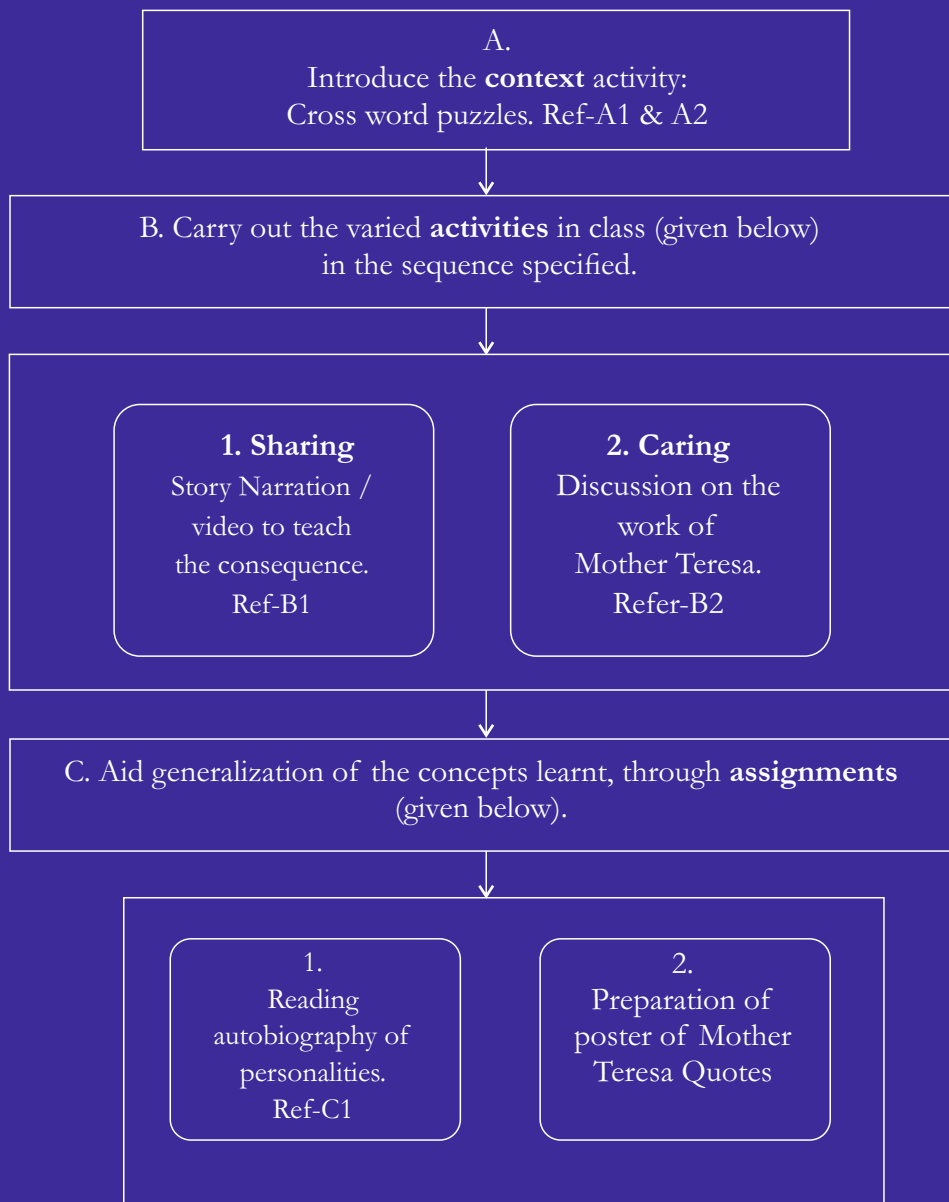 A.
Introduce the context activity:
Cross word puzzles. Ref-A1 & A2
B. Carry out the varied activities in class (given below)
in the sequence specified.
1. Sharing
Story Narration /
video to teach
the consequence.
Ref-B1
2. Caring
Discussion on the
work of
Mother Teresa.
Refer-B2
C. Aid generalization of the concepts learnt, through assignments
(given below).
1.
Reading
autobiography of
personalities.
Ref-C1
2.
Preparation of
poster of Mother
Teresa Quotes